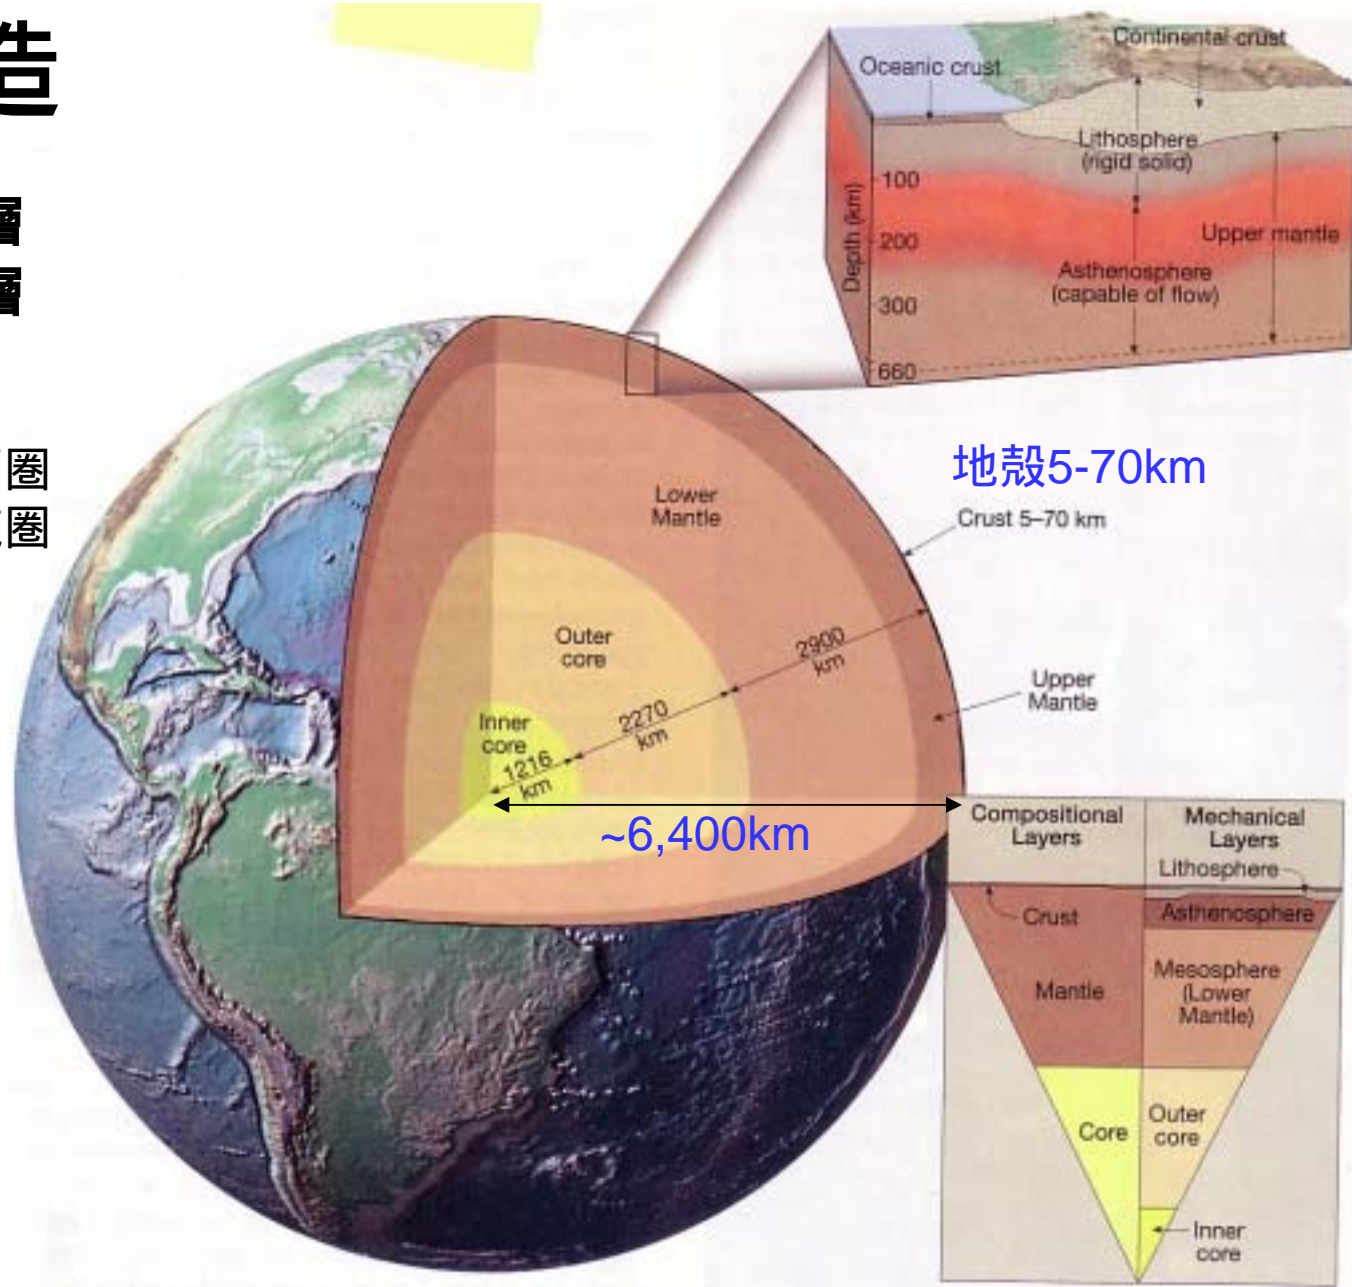 造
層
層
圏
圏
Continental crust
Oceanic crust
Lithosphere
(rigid solid)
100
Depth (km)
200
Upper mantle
Asthenosphere
(capable of flow)
300
660
地殻5-70km
Crust 5–70 km
Lower
Mantle
Outer
core
2900
km
Upper
Mantle
2270
km
Inner
core
1216
km
~6,400km
Compositional
Layers
Mechanical
Layers
Lithosphere
Crust
Asthenosphere
Mantle
Mesosphere
(Lower
Mantle)
Core
Outer
core
Inner
core